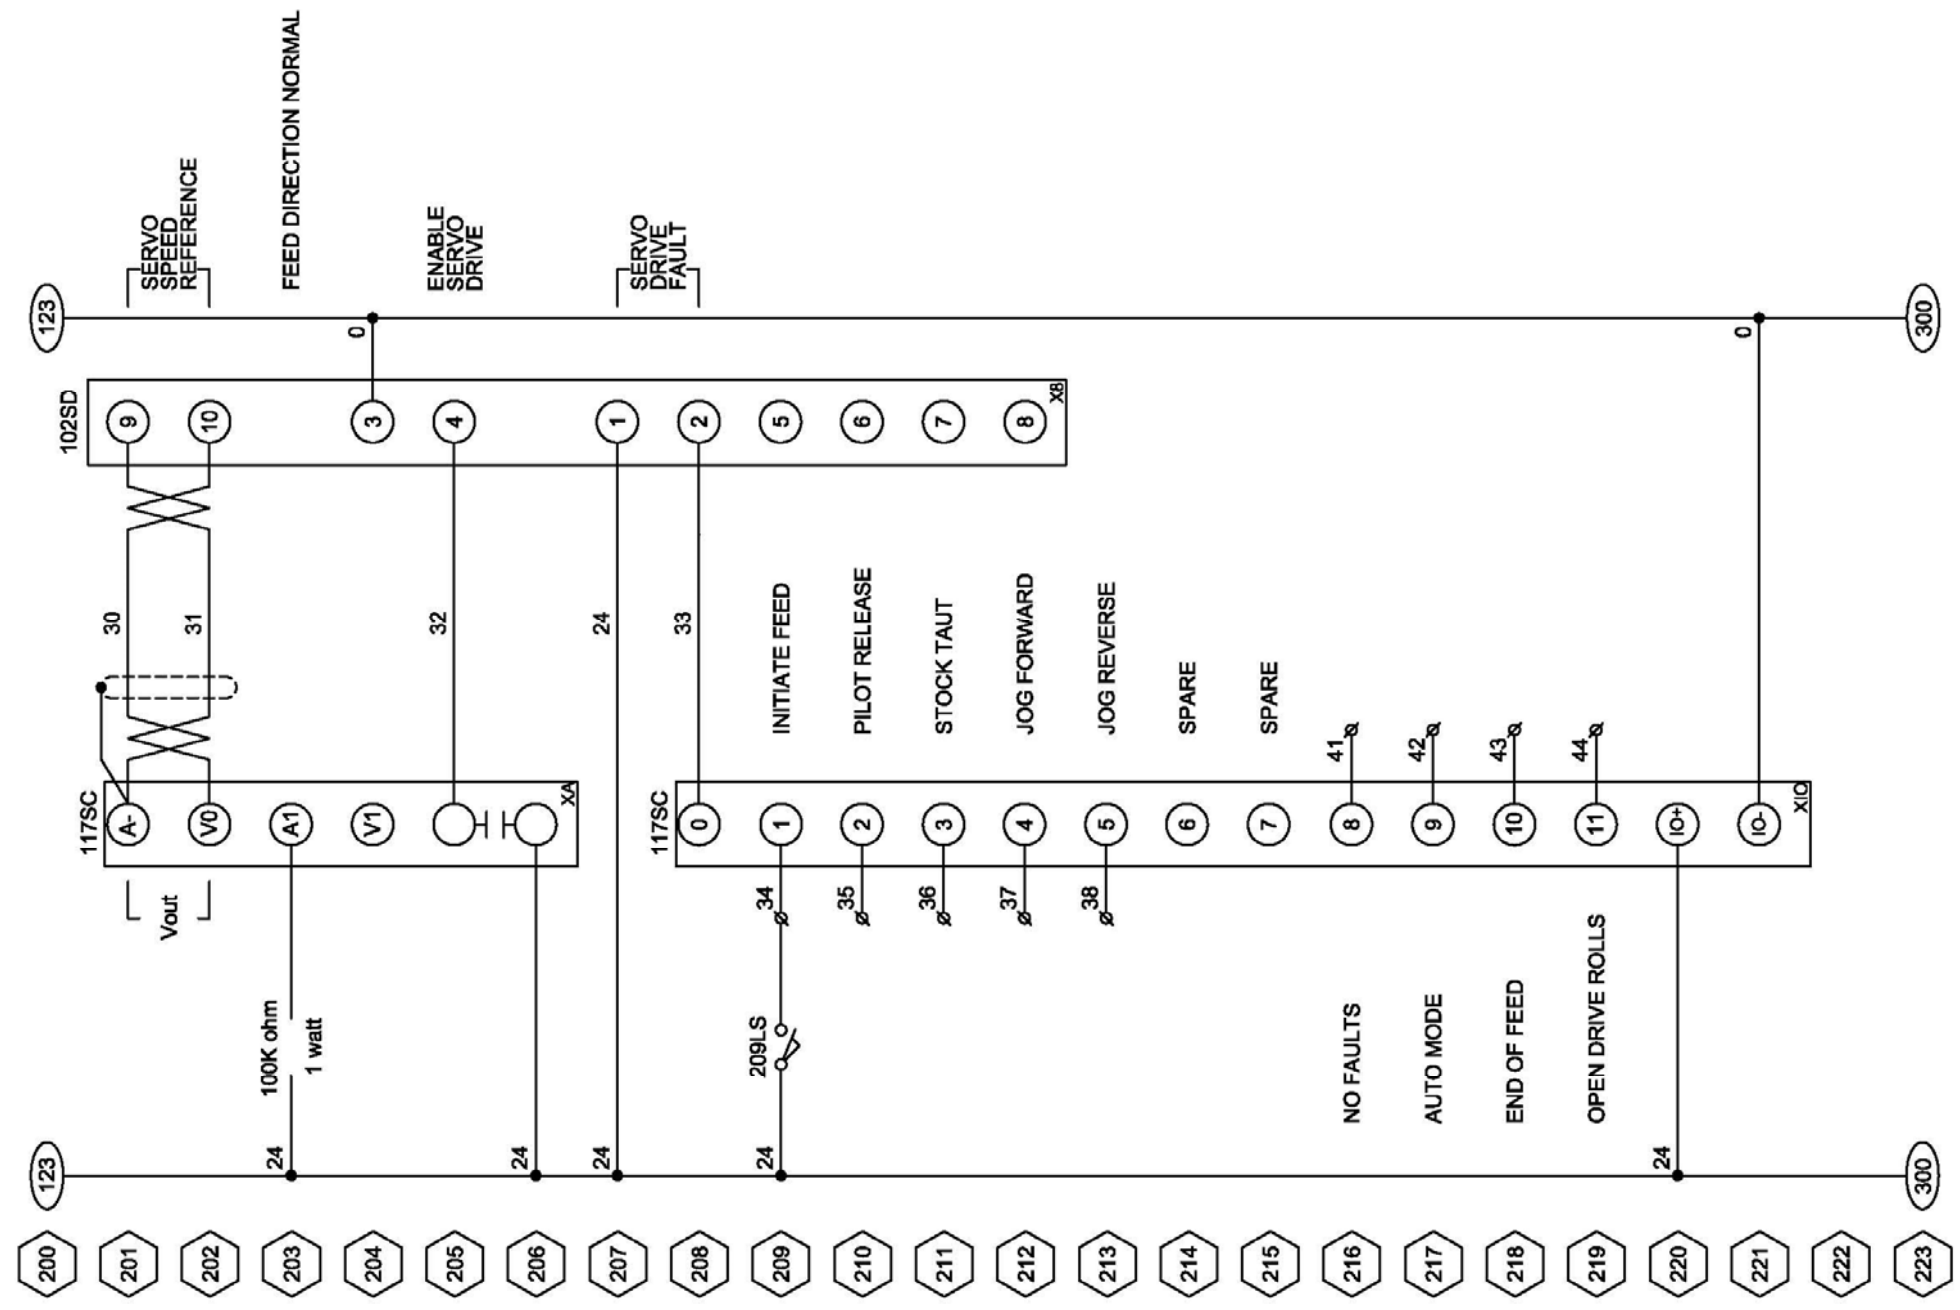 200
123
123
201
Vout
117SC
A-
30
102SD
9
SERVO
SPEED
REFERENCE
202
V0
31
10
203
24
100K ohm
1 watt
A1
FEED DIRECTION NORMAL
204
V1
3
0
205
32
4
ENABLE
SERVO
DRIVE
206
24
XA
207
24
24
1
SERVO
DRIVE
FAULT
208
117SC
0
33
2
209
24
209LS
34
1
INITIATE FEED
5
210
35
2
PILOT RELEASE
6
211
36
3
STOCK TAUT
7
212
37
4
JOG FORWARD
8
X8
213
38
5
JOG REVERSE
214
6
SPARE
215
7
SPARE
216
NO FAULTS
8
41
217
AUTO MODE
9
42
218
END OF FEED
10
43
219
OPEN DRIVE ROLLS
11
44
220
24
IO+
221
IO-
0
XIO
222
223
300
300